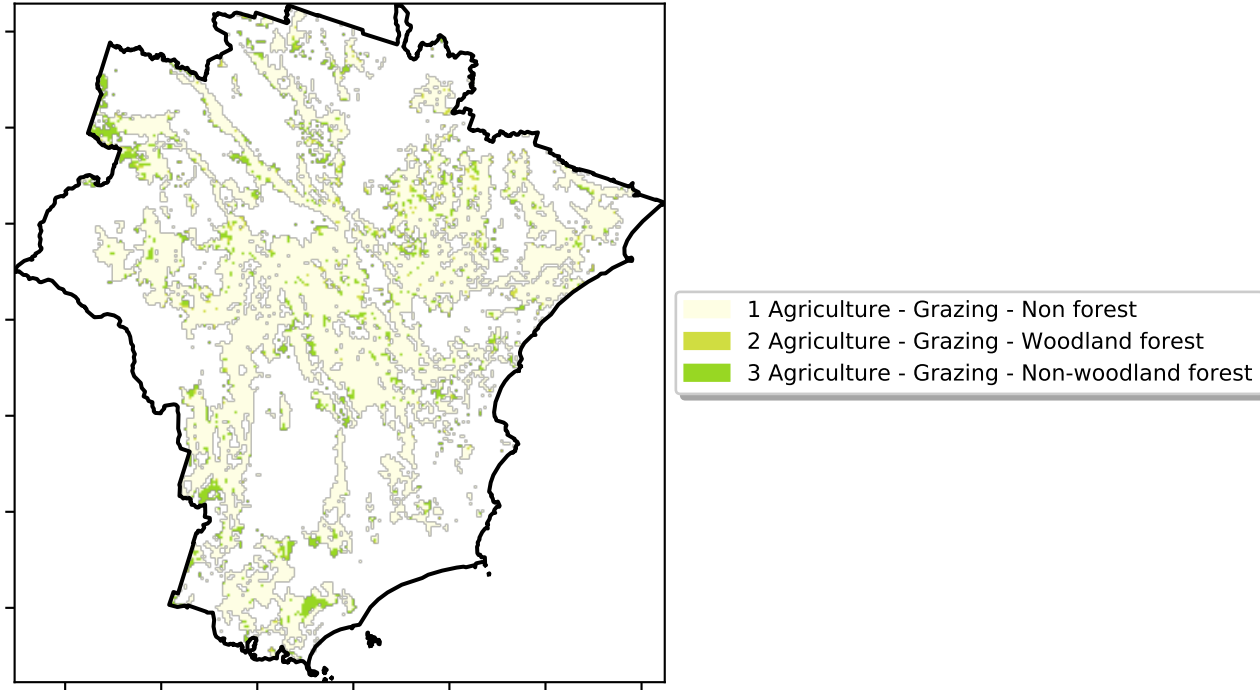 1 Agriculture - Grazing - Non forest
2 Agriculture - Grazing - Woodland forest
3 Agriculture - Grazing - Non-woodland forest